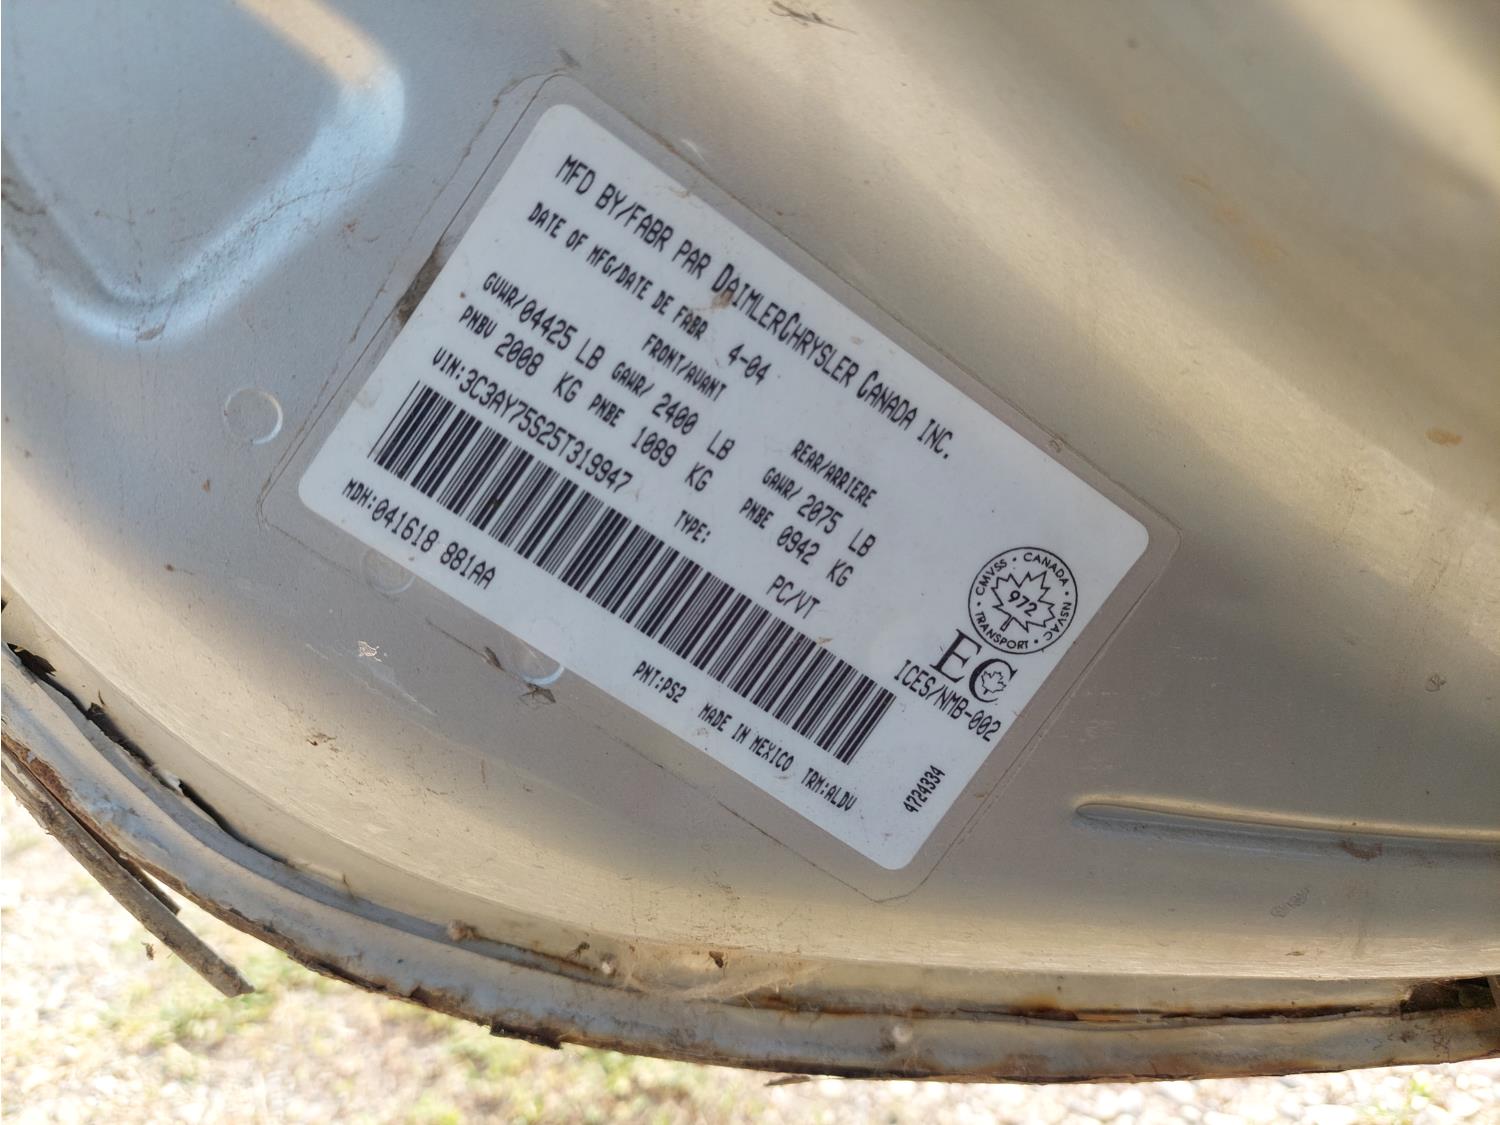 MFD BY/FABR PAR DAIMLERCHRYSLER CANADA INC.
DATE OF MFG/DATE DE FABR 4-04
FRONT/AVANT REAR/ARRIERE
GVWR/04425 LB GAWR/ 2400 LB GAWR/ 2075 LB
PNBV 2008 KG PNBE 1089 KG PNBE 0942 KG
VIN:3C3AY75S25T319947 TYPE: PC/VT
CMVSS · CANADA · NSVAC · TRANSPORT ·
972
EC
ICES/NMB-002
MDH:041618 881AA PNT:PS2 MADE IN MEXICO TRM:ALDV
4724334